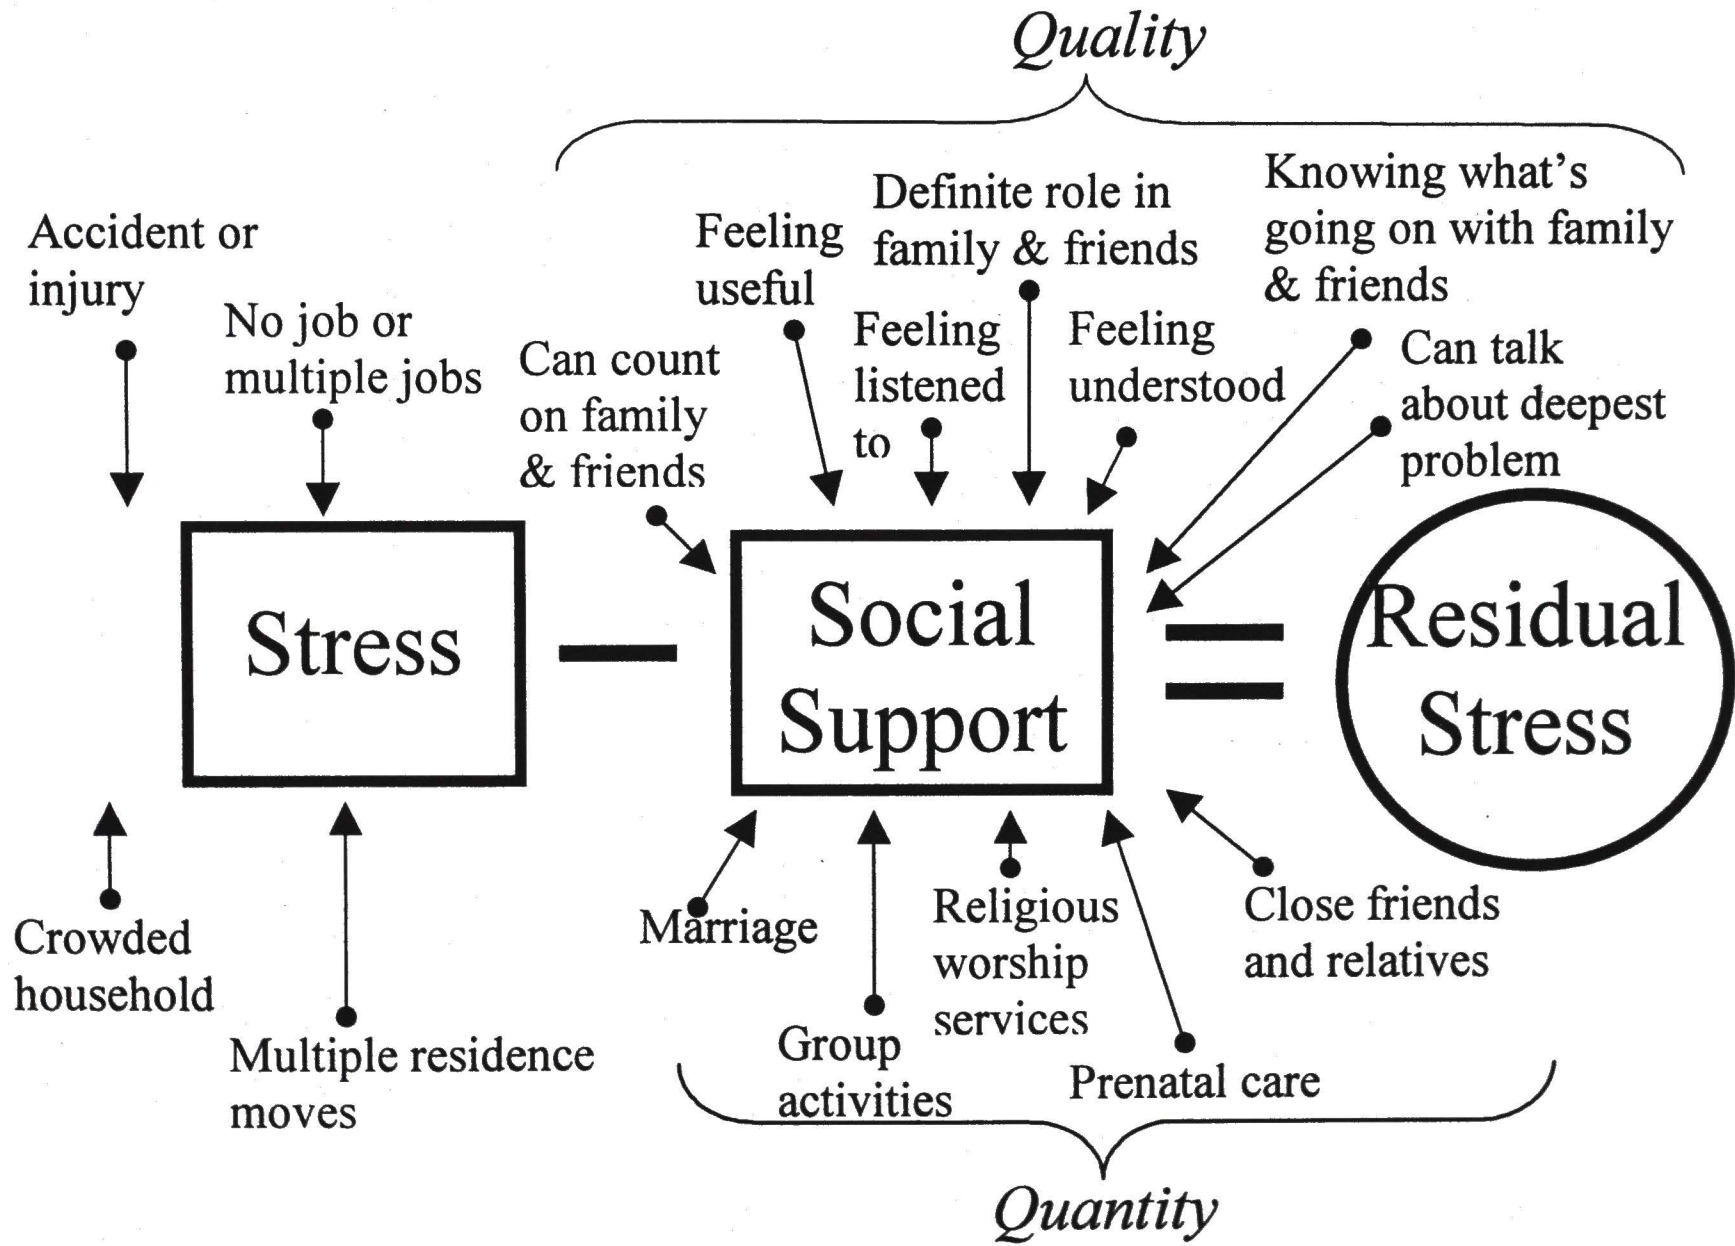 Quality
Accident or
injury
No job or
multiple jobs
Can count
on family
& friends
Feeling
useful
Feeling
listened
to
Definite role in
family & friends
Feeling
understood
Knowing what's
going on with family
& friends
Can talk
about deepest
problem
Stress
Social
Support
Residual
Stress
Crowded
household
Multiple residence
moves
Marriage
Group
activities
Religious
worship
services
Prenatal care
Close friends
and relatives
Quantity